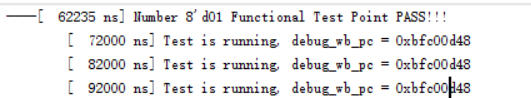 ----[  62235 ns] Number 8'd01 Functional Test Point PASS!!!
[  72000 ns] Test is running, debug_wb_pc = 0xbfc00d48
[  82000 ns] Test is running, debug_wb_pc = 0xbfc00d48
[  92000 ns] Test is running, debug_wb_pc = 0xbfc00d48